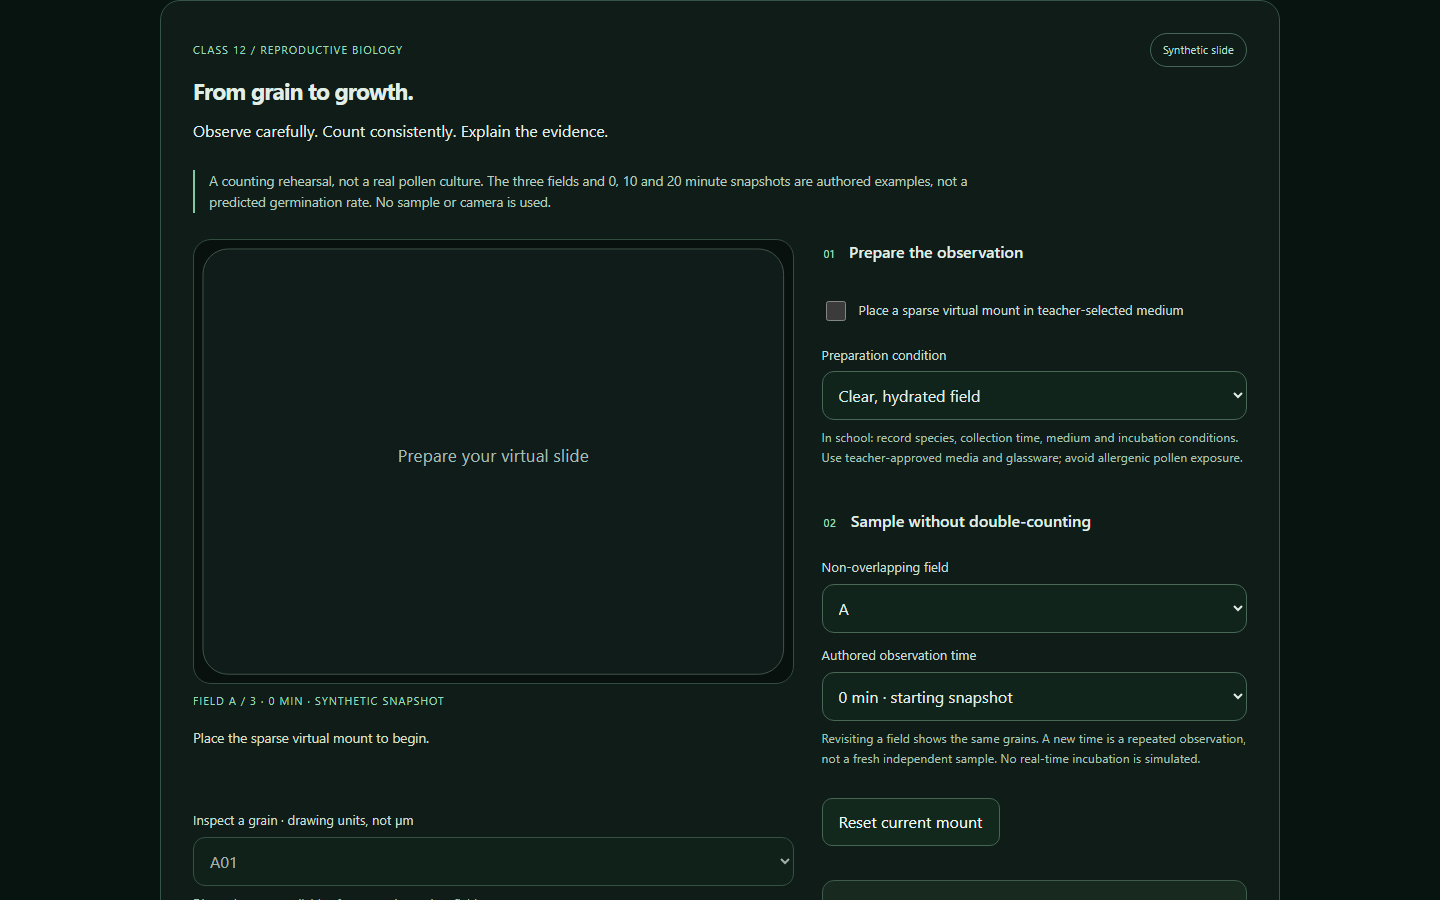 CLASS 12 / REPRODUCTIVE BIOLOGY
Synthetic slide
From grain to growth.
Observe carefully. Count consistently. Explain the evidence.
A counting rehearsal, not a real pollen culture. The three fields and 0, 10 and 20 minute snapshots are authored examples, not a
predicted germination rate. No sample or camera is used.
Prepare your virtual slide
FIELD A / 3 · 0 MIN · SYNTHETIC SNAPSHOT
Place the sparse virtual mount to begin.
Inspect a grain · drawing units, not μm
A01
01 Prepare the observation
Place a sparse virtual mount in teacher-selected medium
Preparation condition
Clear, hydrated field
In school: record species, collection time, medium and incubation conditions.
Use teacher-approved media and glassware; avoid allergenic pollen exposure.
02 Sample without double-counting
Non-overlapping field
A
Authored observation time
0 min · starting snapshot
Revisiting a field shows the same grains. A new time is a repeated observation,
not a fresh independent sample. No real-time incubation is simulated.
Reset current mount